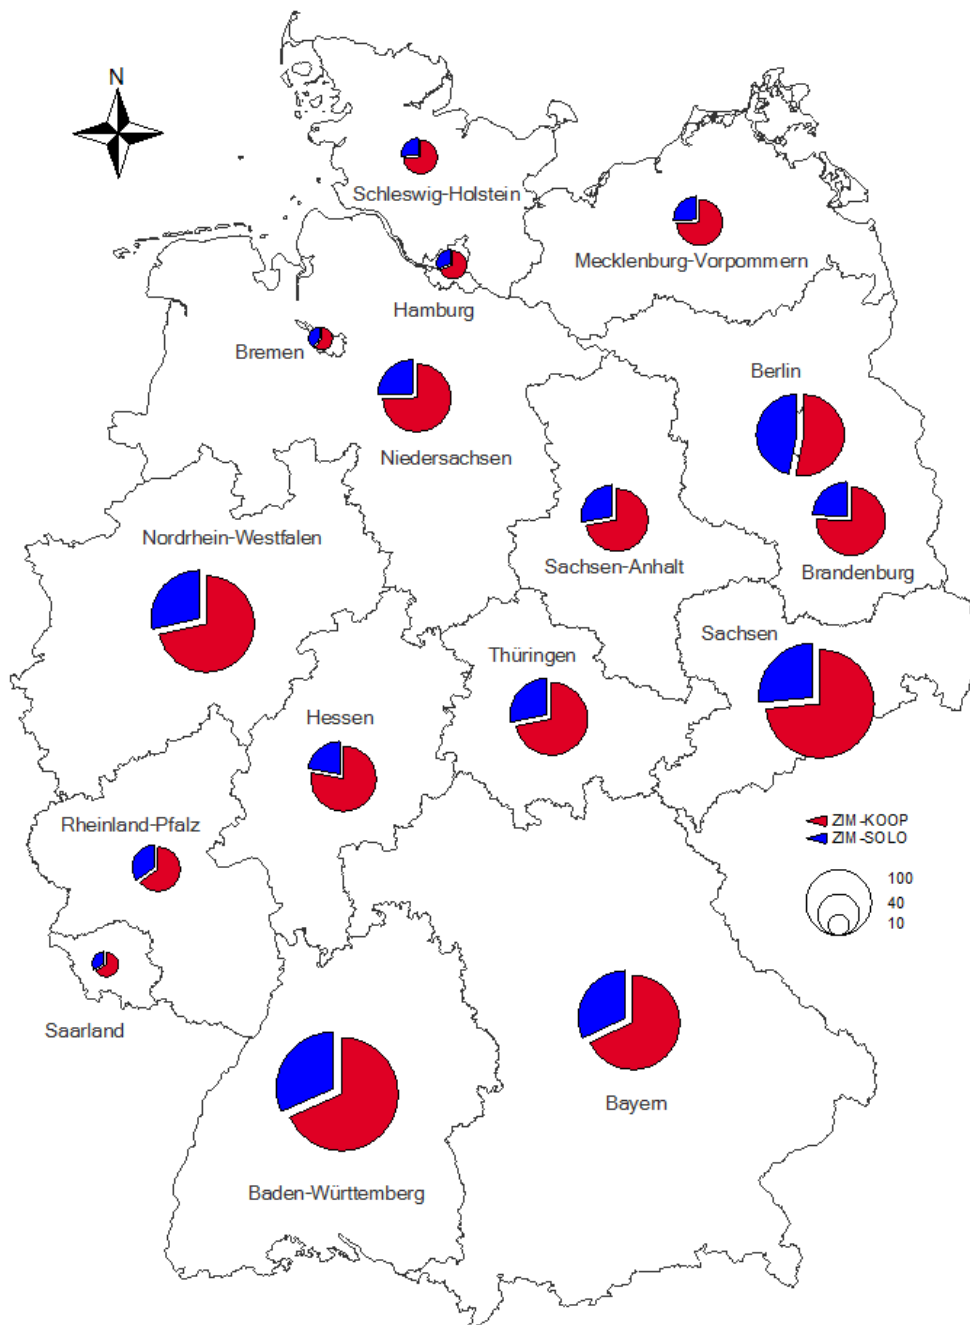 N
Schleswig-Holstein
Mecklenburg-Vorpommern
Hamburg
Bremen
Berlin
Niedersachsen
Nordrhein-Westfalen
Sachsen-Anhalt
Brandenburg
Sachsen
Thüringen
Hessen
Rheinland-Pfalz
ZIM-KOOP
ZIM-SOLO
100
40
10
Saarland
Bayern
Baden-Württemberg